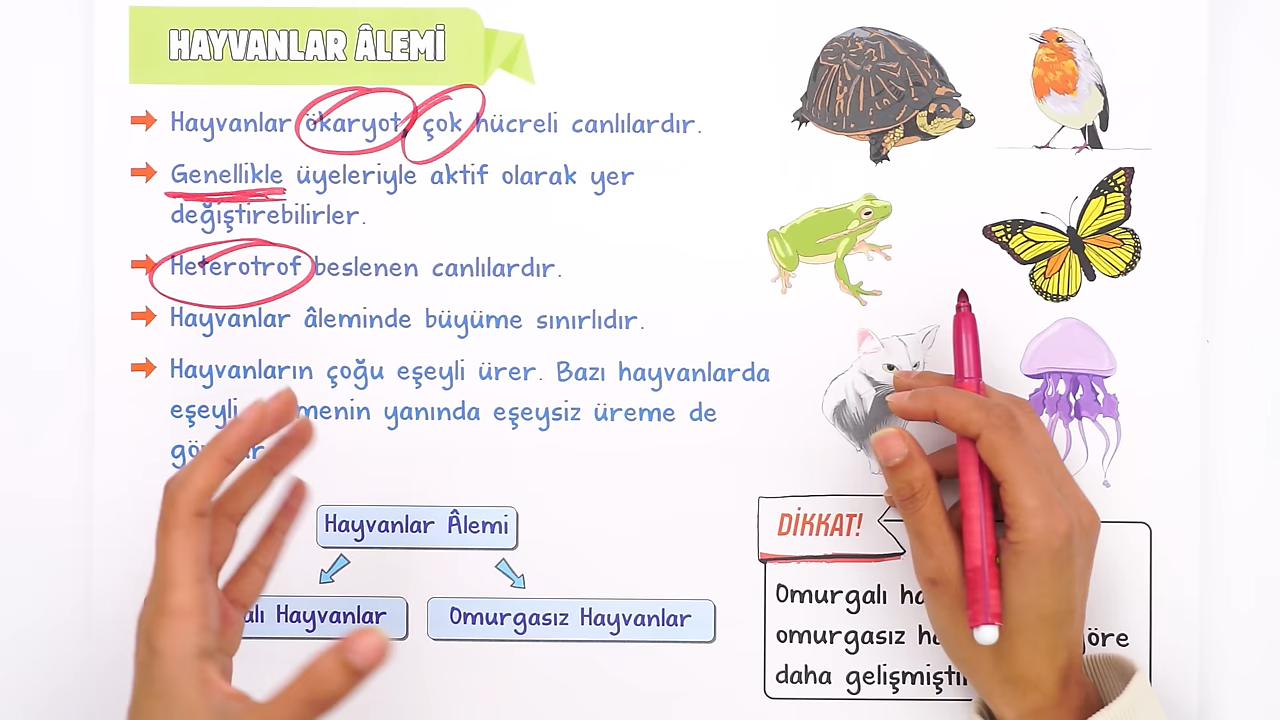 HAYVANLAR ÂLEMİ
Hayvanlar ökaryot, çok hücreli canlılardır.
Genellikle üyeleriyle aktif olarak yer
değiştirebilirler.
Heterotrof beslenen canlılardır.
Hayvanlar âleminde büyüme sınırlıdır.
Hayvanların çoğu eşeyli ürer. Bazı hayvanlarda
eşeyli yanında eşeysiz üreme de
Hayvanlar Âlemi
Hayvanlar
Omurgasız Hayvanlar
DİKKAT!
Omurgalı
omurgasız
daha